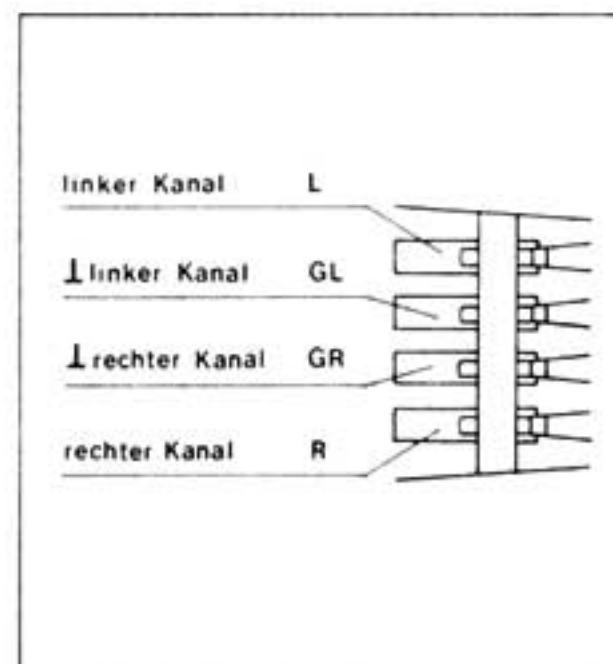 linker Kanal L
⊥ linker Kanal GL
⊥ rechter Kanal GR
rechter Kanal R